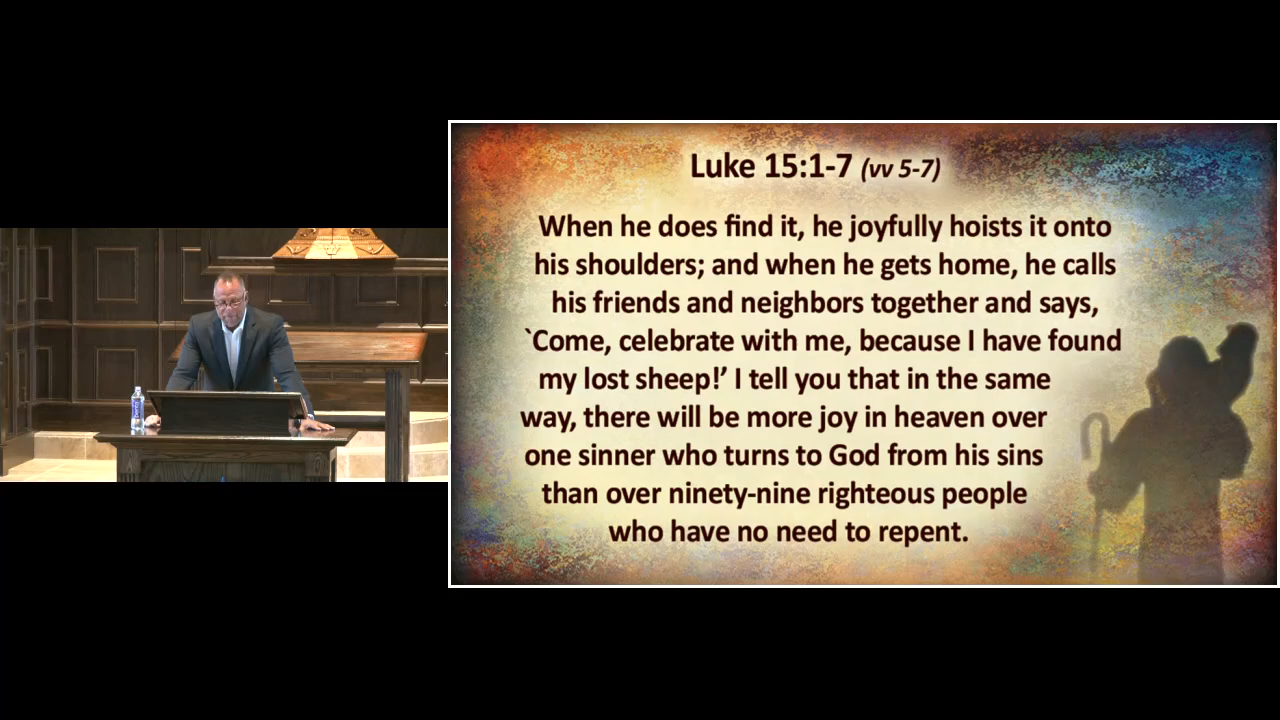 Luke 15:1-7 (vv 5-7)
When he does find it, he joyfully hoists it onto
his shoulders; and when he gets home, he calls
his friends and neighbors together and says,
`Come, celebrate with me, because I have found
my lost sheep!’ I tell you that in the same
way, there will be more joy in heaven over
one sinner who turns to God from his sins
than over ninety-nine righteous people
who have no need to repent.